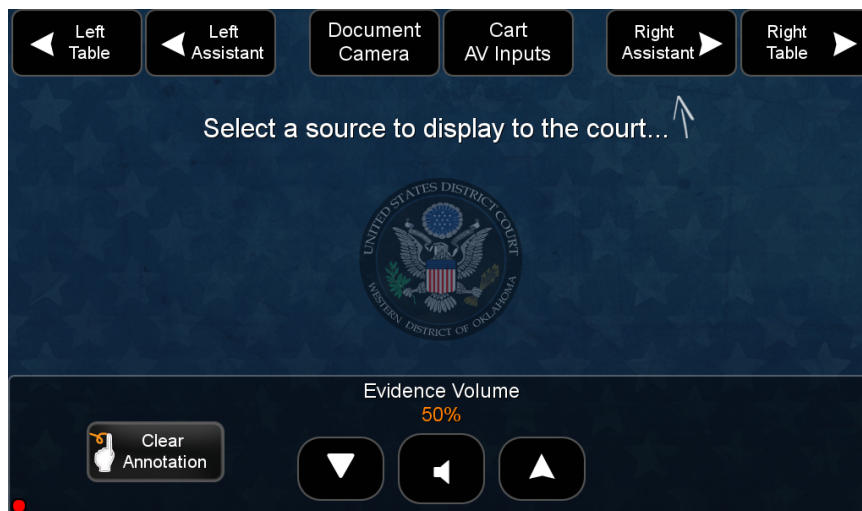 Left
Table
Left
Assistant
Document
Camera
Cart
AV Inputs
Right
Assistant
Right
Table
Select a source to display to the court...
UNITED STATES DISTRICT COURT
WESTERN DISTRICT OF OKLAHOMA
Evidence Volume
50%
Clear
Annotation